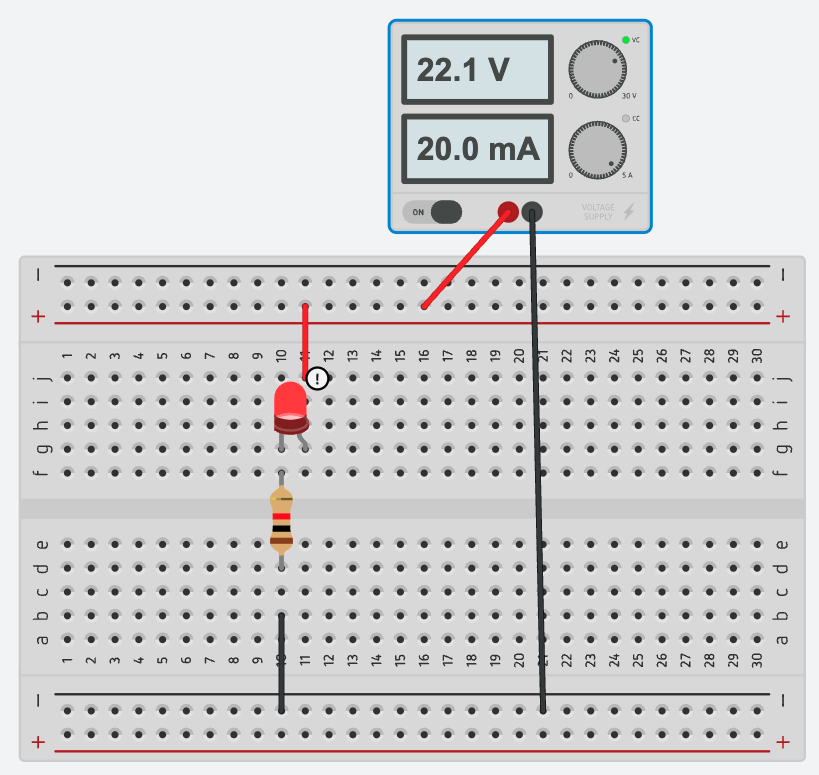 22.1 V
VC
0 30 V
20.0 mA
CC
0 5 A
ON
VOLTAGE
SUPPLY
– –
+ +
1 2 3 4 5 6 7 8 9 10 11 12 13 14 15 16 17 18 19 20 21 22 23 24 25 26 27 28 29 30
j ! j
i i
h h
g g
f f
e e
d d
c c
b b
a a
1 2 3 4 5 6 7 8 9 10 11 12 13 14 15 16 17 18 19 20 21 22 23 24 25 26 27 28 29 30
– –
+ +